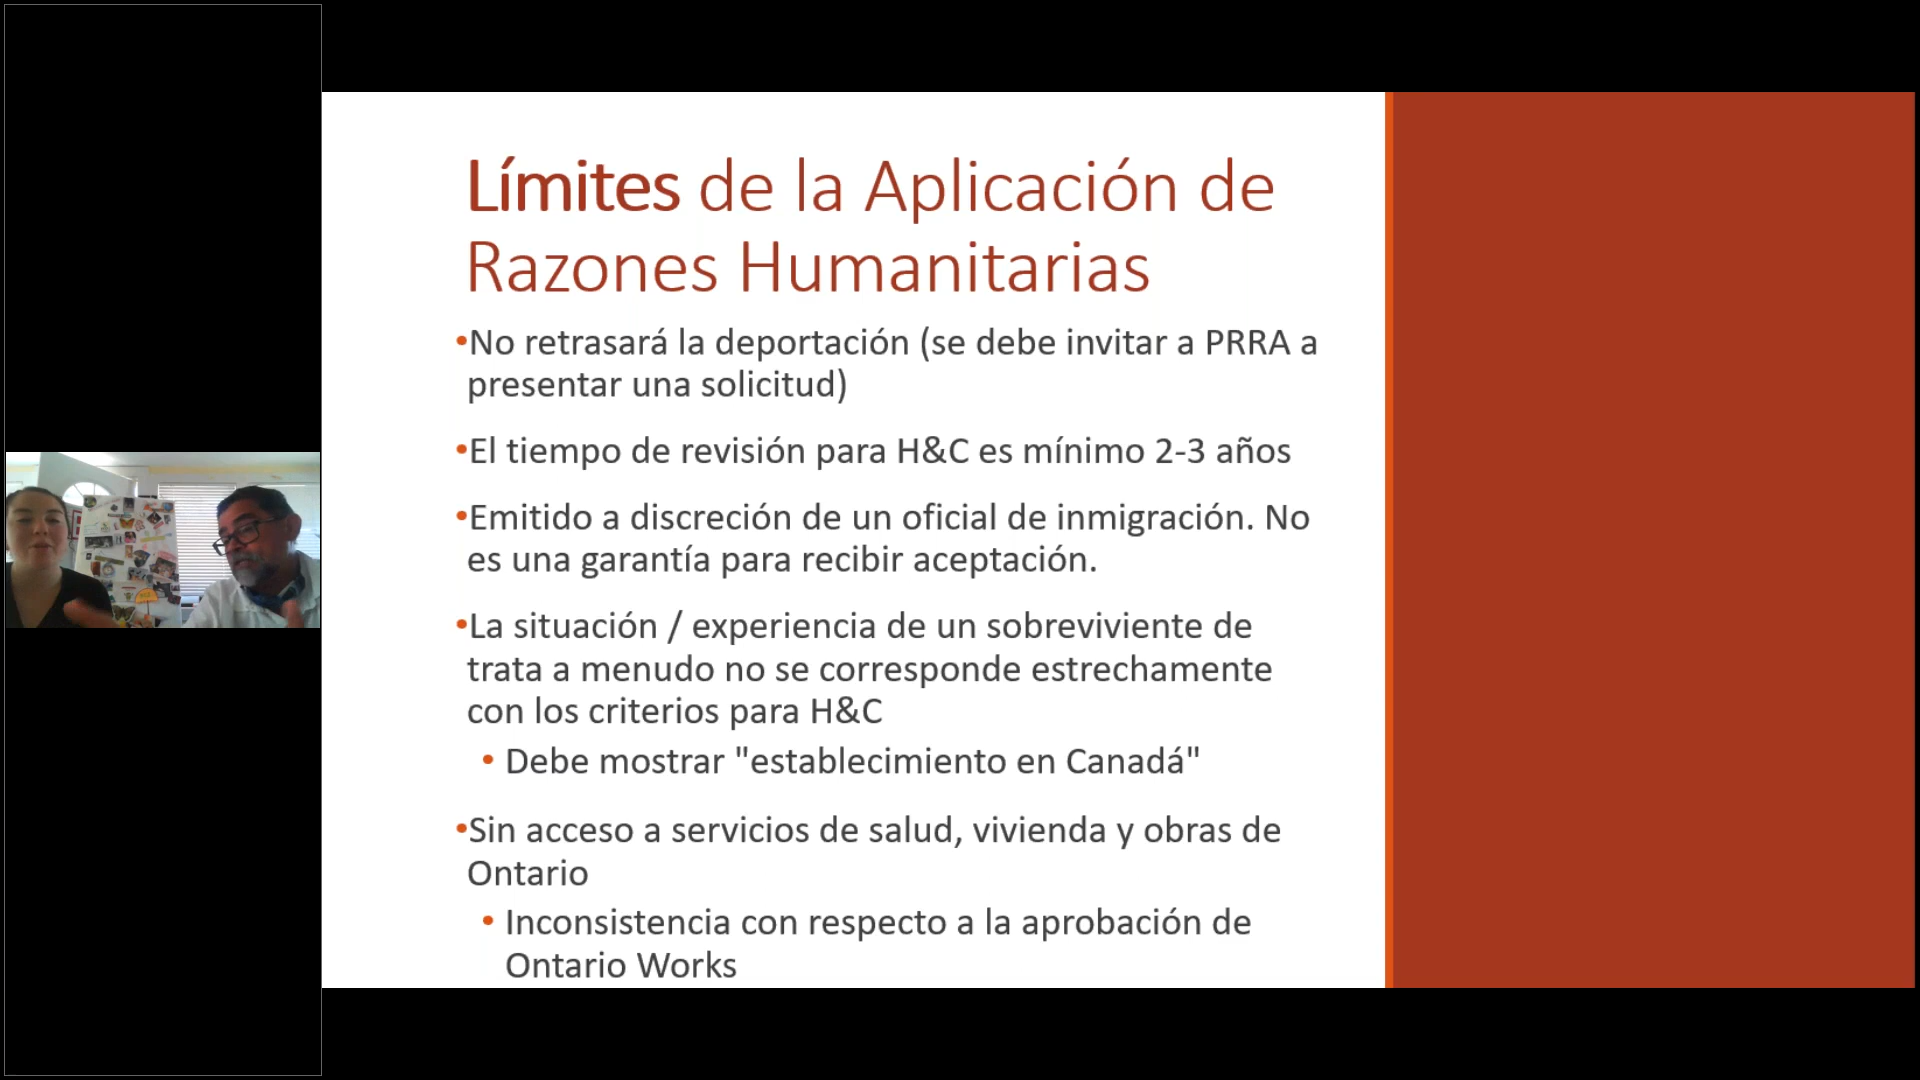 Límites de la Aplicación de
Razones Humanitarias
•No retrasará la deportación (se debe invitar a PRRA a
presentar una solicitud)
•El tiempo de revisión para H&C es mínimo 2-3 años
•Emitido a discreción de un oficial de inmigración. No
es una garantía para recibir aceptación.
•La situación / experiencia de un sobreviviente de
trata a menudo no se corresponde estrechamente
con los criterios para H&C
• Debe mostrar "establecimiento en Canadá"
•Sin acceso a servicios de salud, vivienda y obras de
Ontario
• Inconsistencia con respecto a la aprobación de
Ontario Works